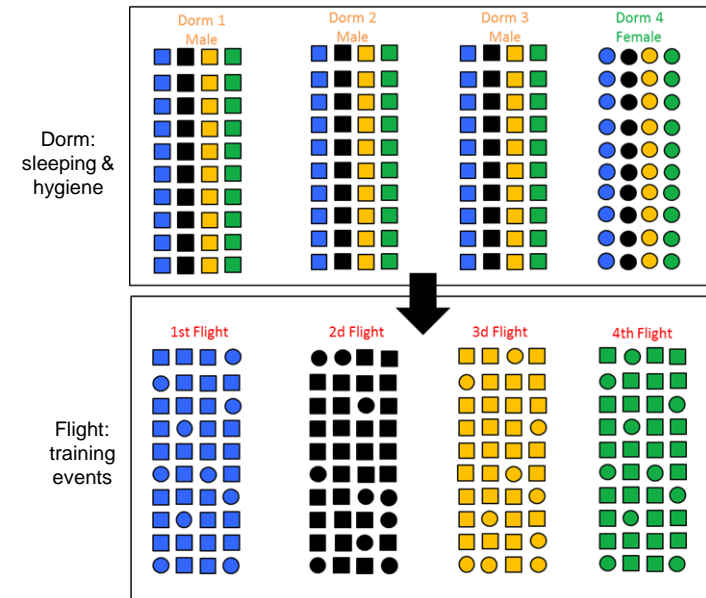 Dorm 1
Male
Dorm 2
Male
Dorm 3
Male
Dorm 4
Female
Dorm:
sleeping &
hygiene
1st Flight
2d Flight
3d Flight
4th Flight
Flight:
training
events